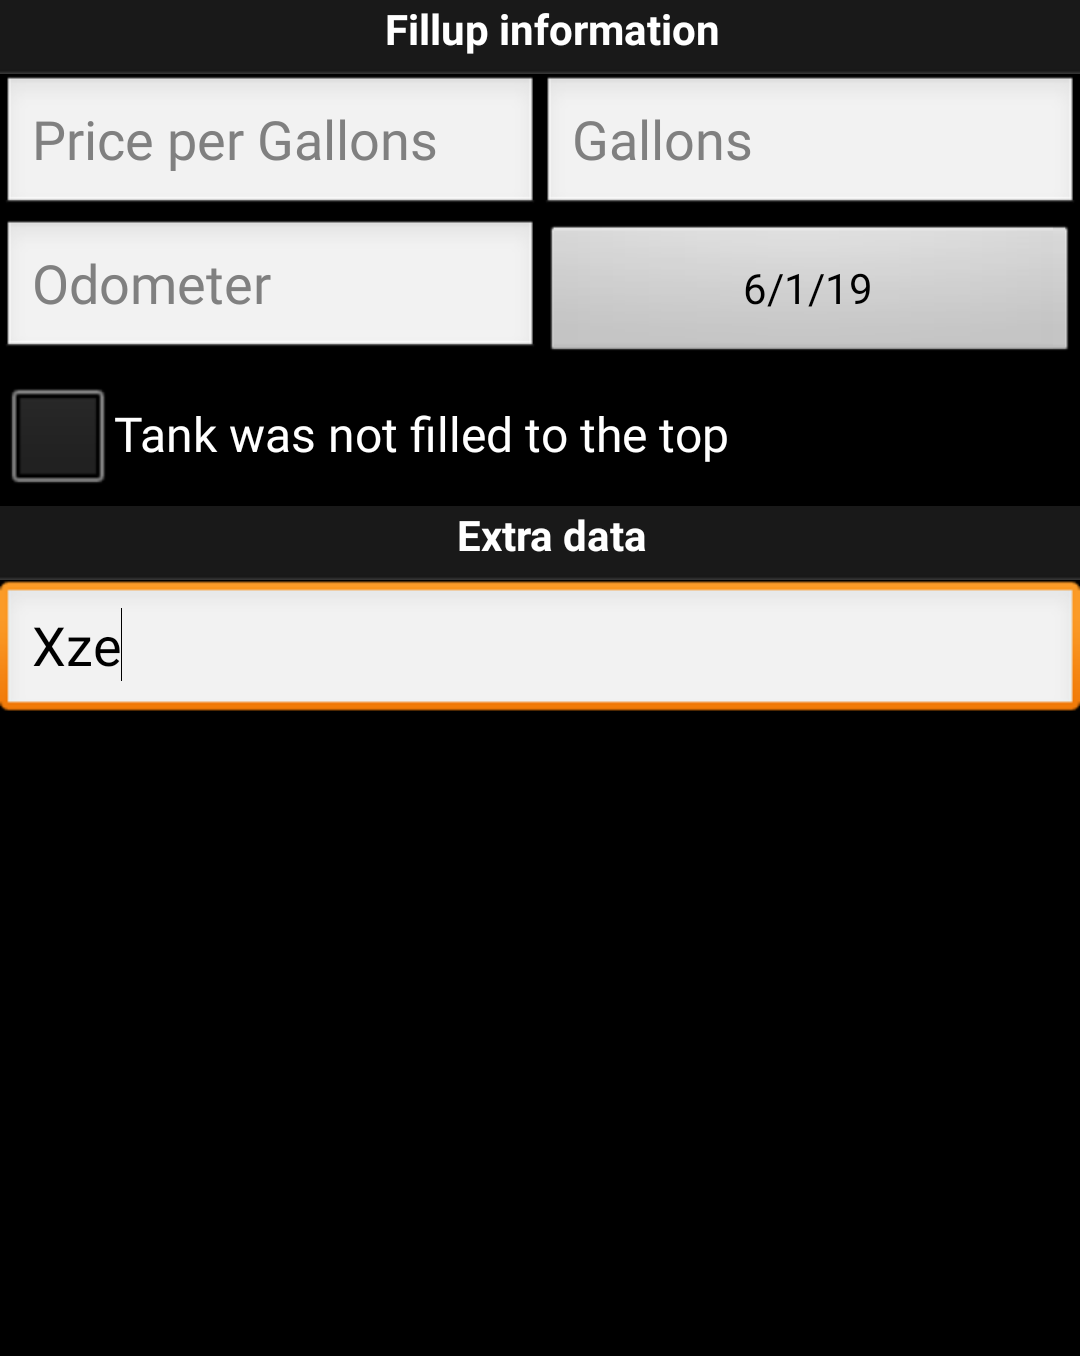 Fillup information
Price per Gallons
Gallons
Odometer
6/1/19
Tank was not filled to the top
Extra data
Xze